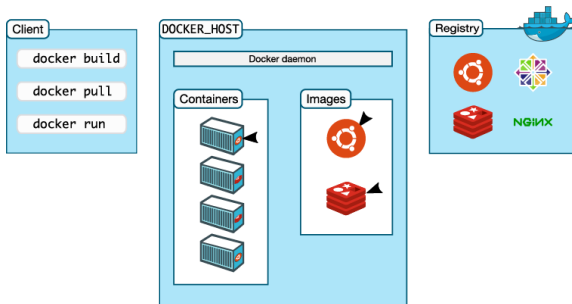 Client
docker build
docker pull
docker run
DOCKER_HOST
Docker daemon
Containers
Images
Registry
NGINX